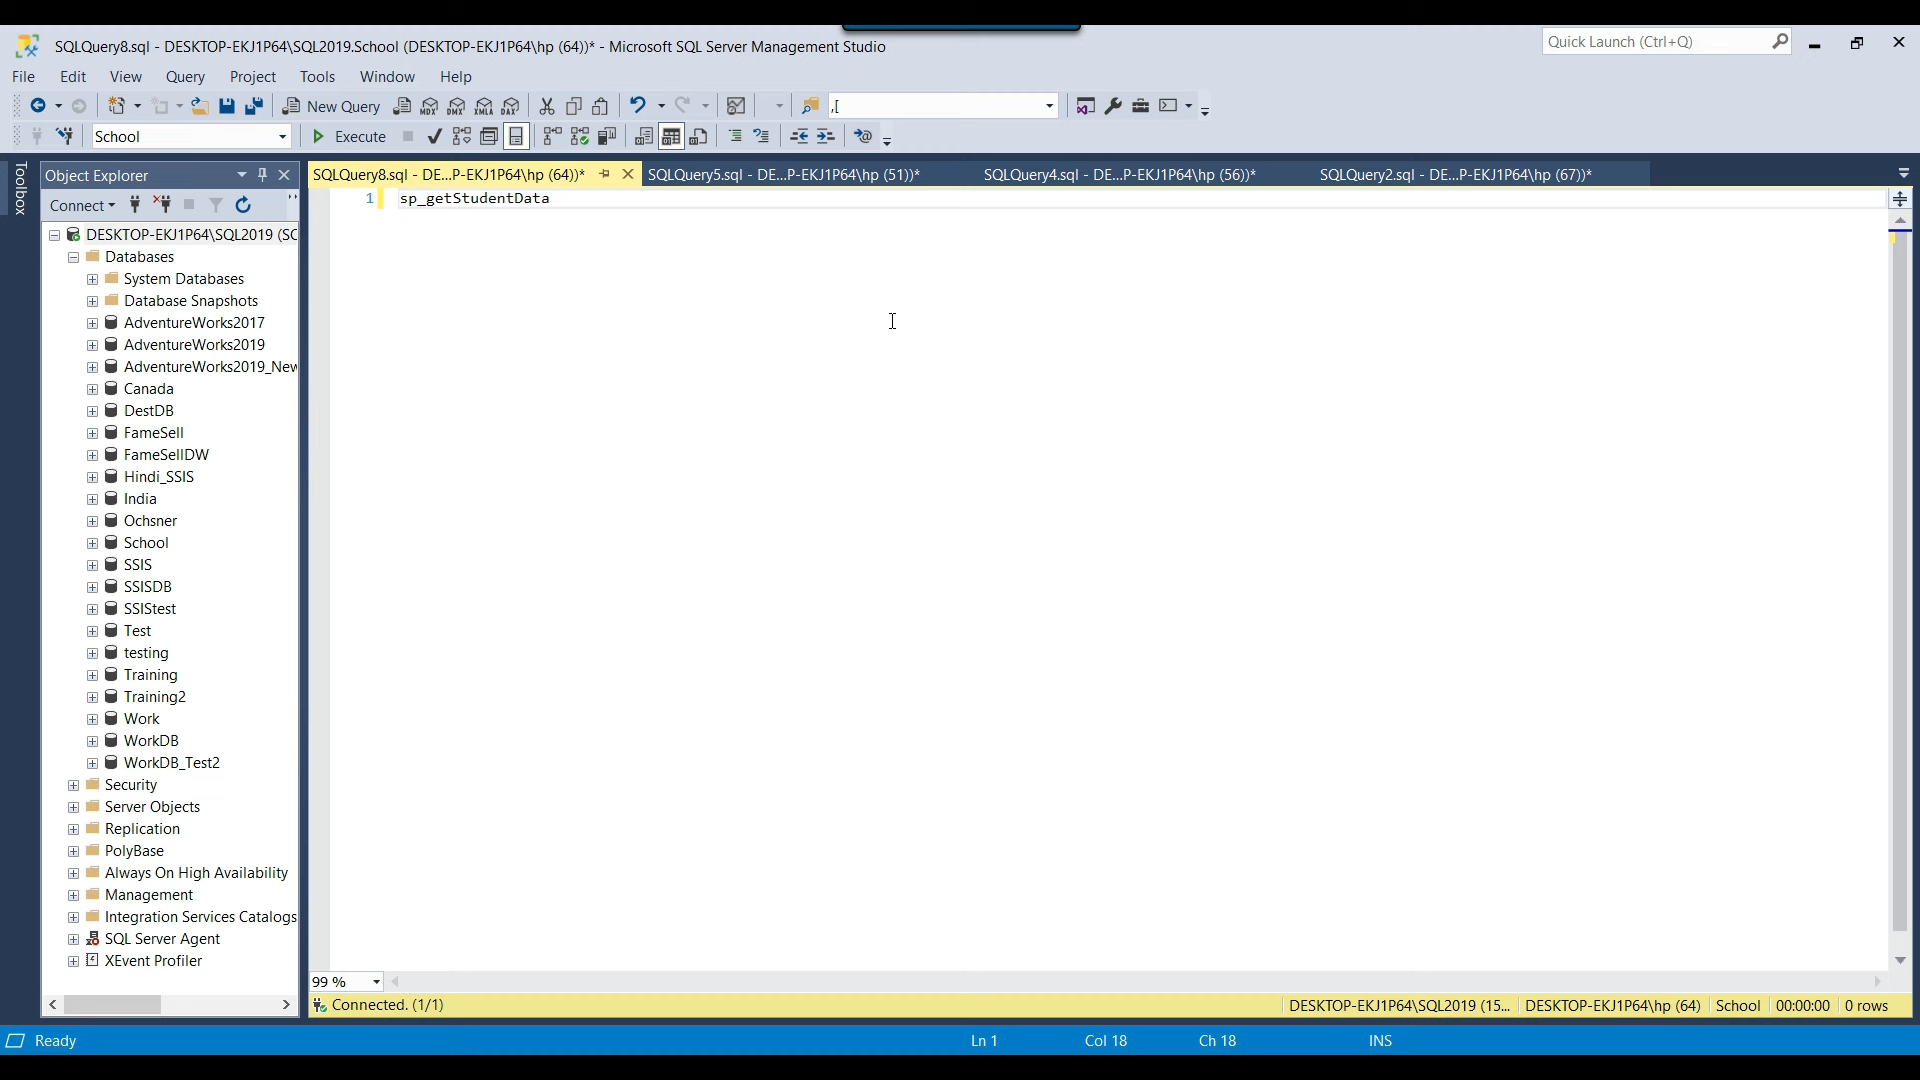 SQLQuery8.sql - DESKTOP-EKJ1P64\SQL2019.School (DESKTOP-EKJ1P64\hp (64))* - Microsoft SQL Server Management Studio
Quick Launch (Ctrl+Q)
File Edit View Query Project Tools Window Help
New Query MDX DMX XMLA DAX ,[
School Execute
Toolbox
Object Explorer
SQLQuery8.sql - DE...P-EKJ1P64\hp (64))* SQLQuery5.sql - DE...P-EKJ1P64\hp (51))* SQLQuery4.sql - DE...P-EKJ1P64\hp (56))* SQLQuery2.sql - DE...P-EKJ1P64\hp (67))*
Connect
1 sp_getStudentData
DESKTOP-EKJ1P64\SQL2019 (SC
Databases
System Databases
Database Snapshots
AdventureWorks2017
AdventureWorks2019
AdventureWorks2019_New
Canada
DestDB
FameSell
FameSellDW
Hindi_SSIS
India
Ochsner
School
SSIS
SSISDB
SSIStest
Test
testing
Training
Training2
Work
WorkDB
WorkDB_Test2
Security
Server Objects
Replication
PolyBase
Always On High Availability
Management
Integration Services Catalogs
SQL Server Agent
XEvent Profiler
99 %
Connected. (1/1) DESKTOP-EKJ1P64\SQL2019 (15... DESKTOP-EKJ1P64\hp (64) School 00:00:00 0 rows
Ready Ln 1 Col 18 Ch 18 INS